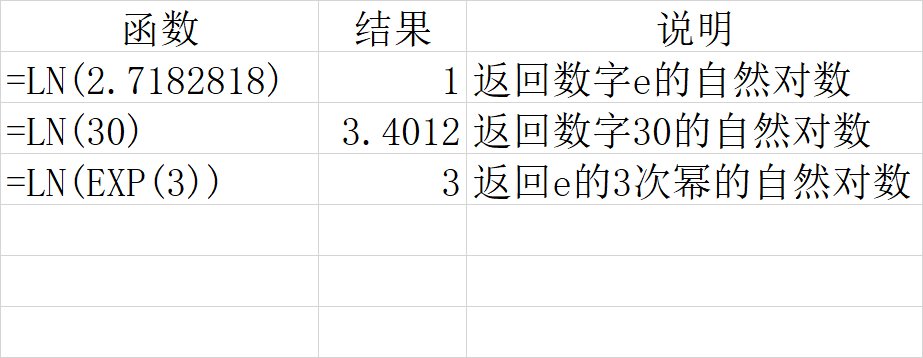 函数 结果 说明
=LN(2.7182818) 1 返回数字e的自然对数
=LN(30) 3.4012 返回数字30的自然对数
=LN(EXP(3)) 3 返回e的3次幂的自然对数